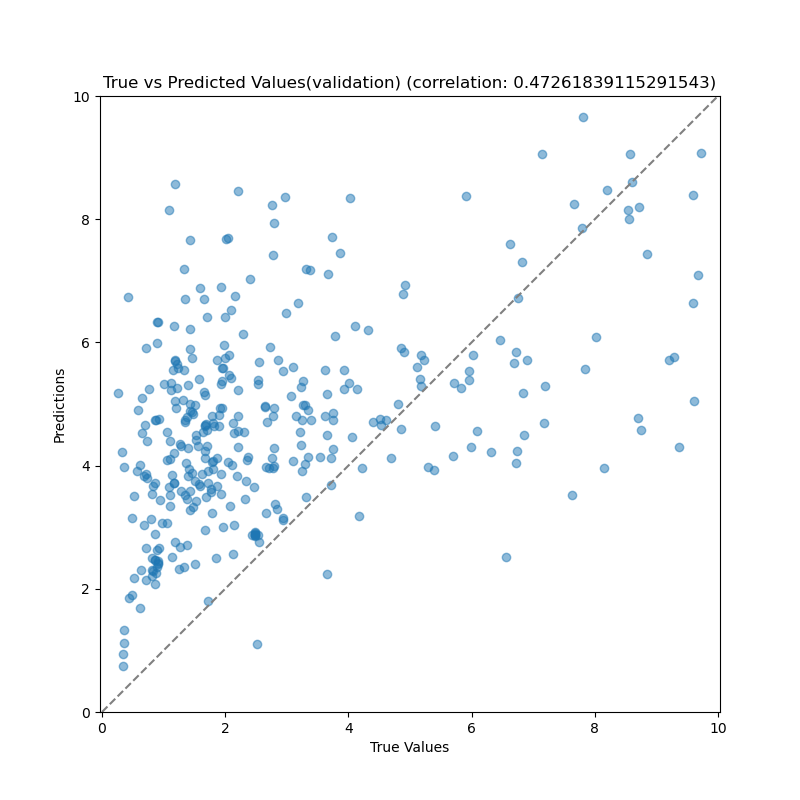 True vs Predicted Values(validation) (correlation: 0.47261839115291543)
10
8
6
4
2
0
Predictions
0 2 4 6 8 10
True Values